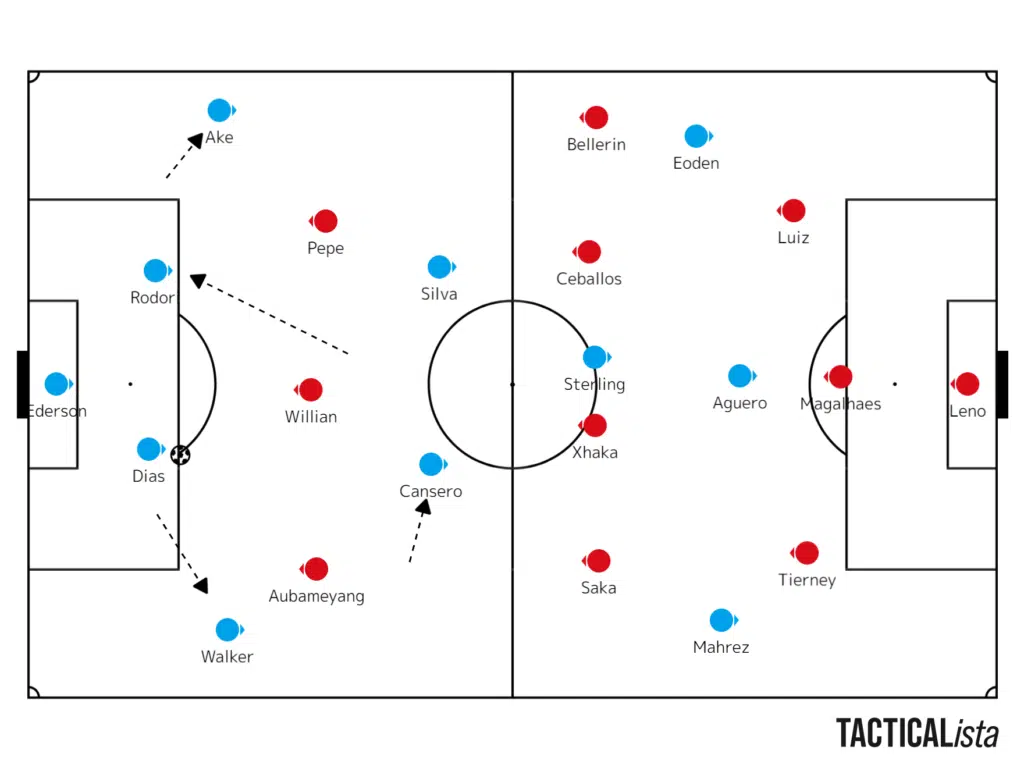 Ake
Bellerin
Eoden
Pepe
Luiz
Rodor
Silva
Ceballos
Sterling
Ederson
Willian
Aguero
Magalhaes
Leno
Xhaka
Dias
Cansero
Aubameyang
Saka
Tierney
Walker
Mahrez
TACTICALista